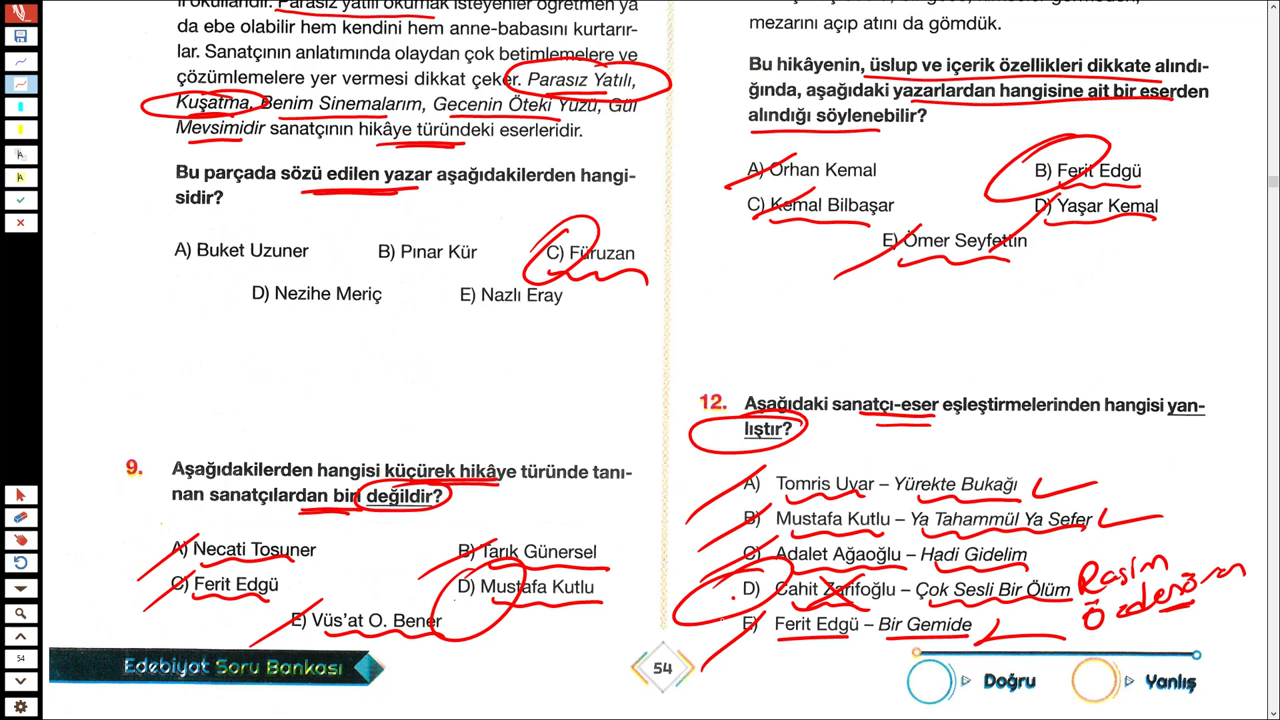 li okullarıdır. Parasız yatılı okumak isteyenler öğretmen ya
da ebe olabilir hem kendini hem anne-babasını kurtarır-
lar. Sanatçının anlatımında olaydan çok betimlemelere ve
çözümlemelere yer vermesi dikkat çeker. Parasız Yatılı,
Kuşatma, Benim Sinemalarım, Gecenin Öteki Yüzü, Gül
Mevsimidir sanatçının hikâye türündeki eserleridir.
Bu parçada sözü edilen yazar aşağıdakilerden hangi-
sidir?
A) Buket Uzuner
B) Pınar Kür
C) Füruzan
D) Nezihe Meriç
E) Nazlı Eray
9. Aşağıdakilerden hangisi küçürek hikâye türünde tanı-
nan sanatçılardan biri değildir?
A) Necati Tosuner
B) Tarık Günersel
C) Ferit Edgü
D) Mustafa Kutlu
E) Vüs'at O. Bener
mezarını açıp atını da gömdük.
Bu hikâyenin, üslup ve içerik özellikleri dikkate alındı-
ğında, aşağıdaki yazarlardan hangisine ait bir eserden
alındığı söylenebilir?
A) Orhan Kemal
B) Ferit Edgü
C) Kemal Bilbaşar
D) Yaşar Kemal
E) Ömer Seyfettin
12. Aşağıdaki sanatçı-eser eşleştirmelerinden hangisi yan-
lıştır?
A) Tomris Uyar – Yürekte Bukağı
B) Mustafa Kutlu – Ya Tahammül Ya Sefer
C) Adalet Ağaoğlu – Hadi Gidelim
D) Cahit Zarifoğlu – Çok Sesli Bir Ölüm
Rasim
Özdenören
E) Ferit Edgü – Bir Gemide
Edebiyat Soru Bankası
54
Doğru
Yanlış
54